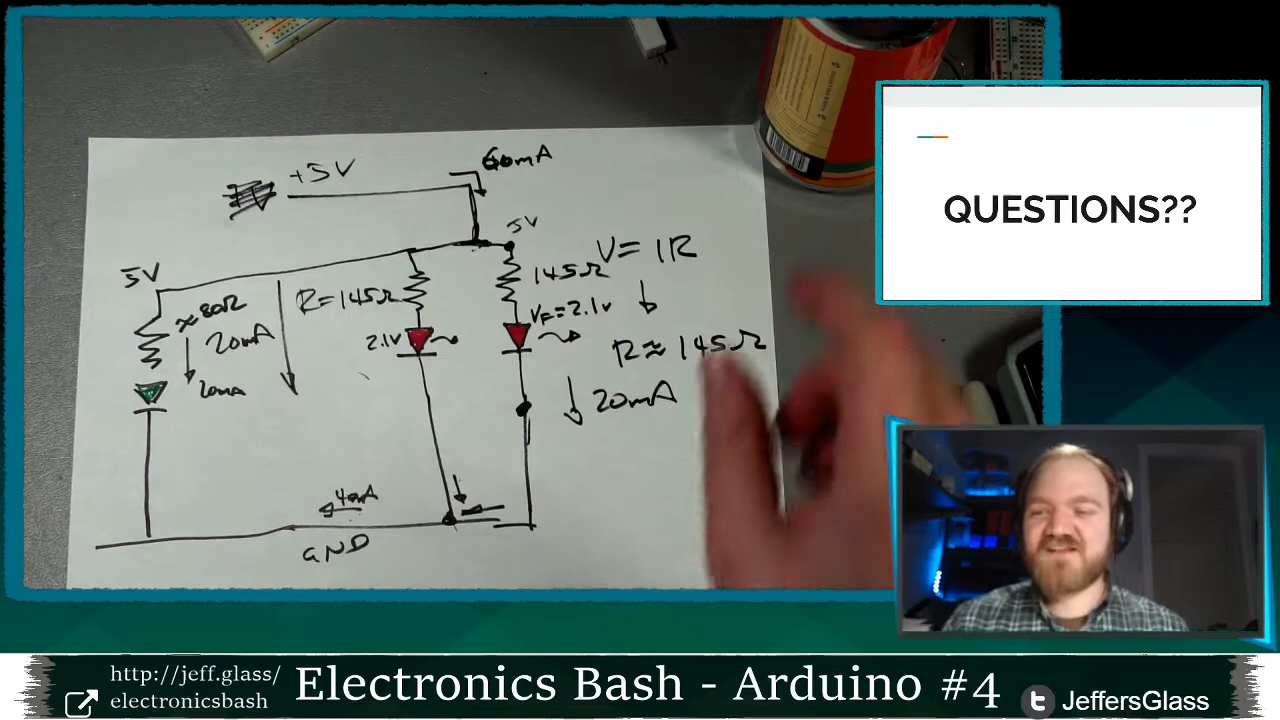 +5V
60mA
5V
V= IR
5V
145Ω
R=145Ω
≈80Ω
VF=2.1V
20mA
2.1V
R≈145Ω
20mA
20mA
40mA
GND
QUESTIONS??
http://jeff.glass/
electronicsbash
Electronics Bash - Arduino #4
JeffersGlass